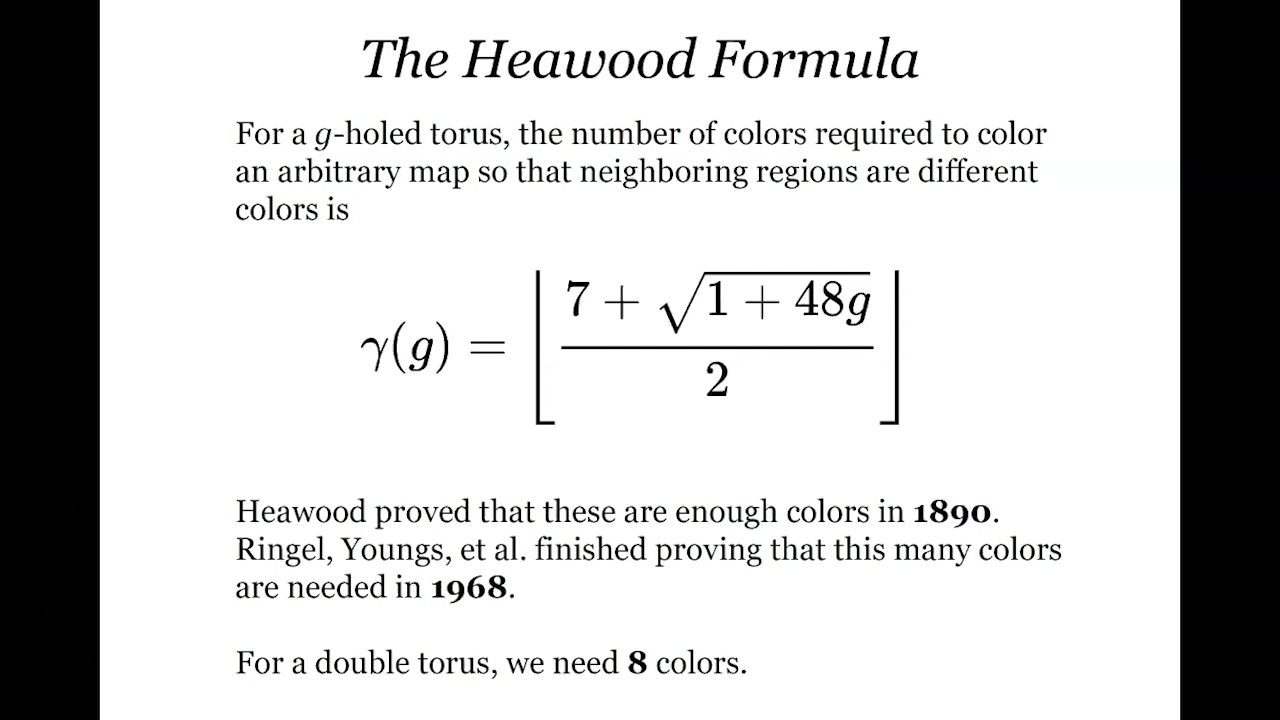 The Heawood Formula
For a g-holed torus, the number of colors required to color
an arbitrary map so that neighboring regions are different
colors is
γ(g) = ⌊(7 + √(1 + 48g)) / 2⌋
Heawood proved that these are enough colors in 1890.
Ringel, Youngs, et al. finished proving that this many colors
are needed in 1968.
For a double torus, we need 8 colors.